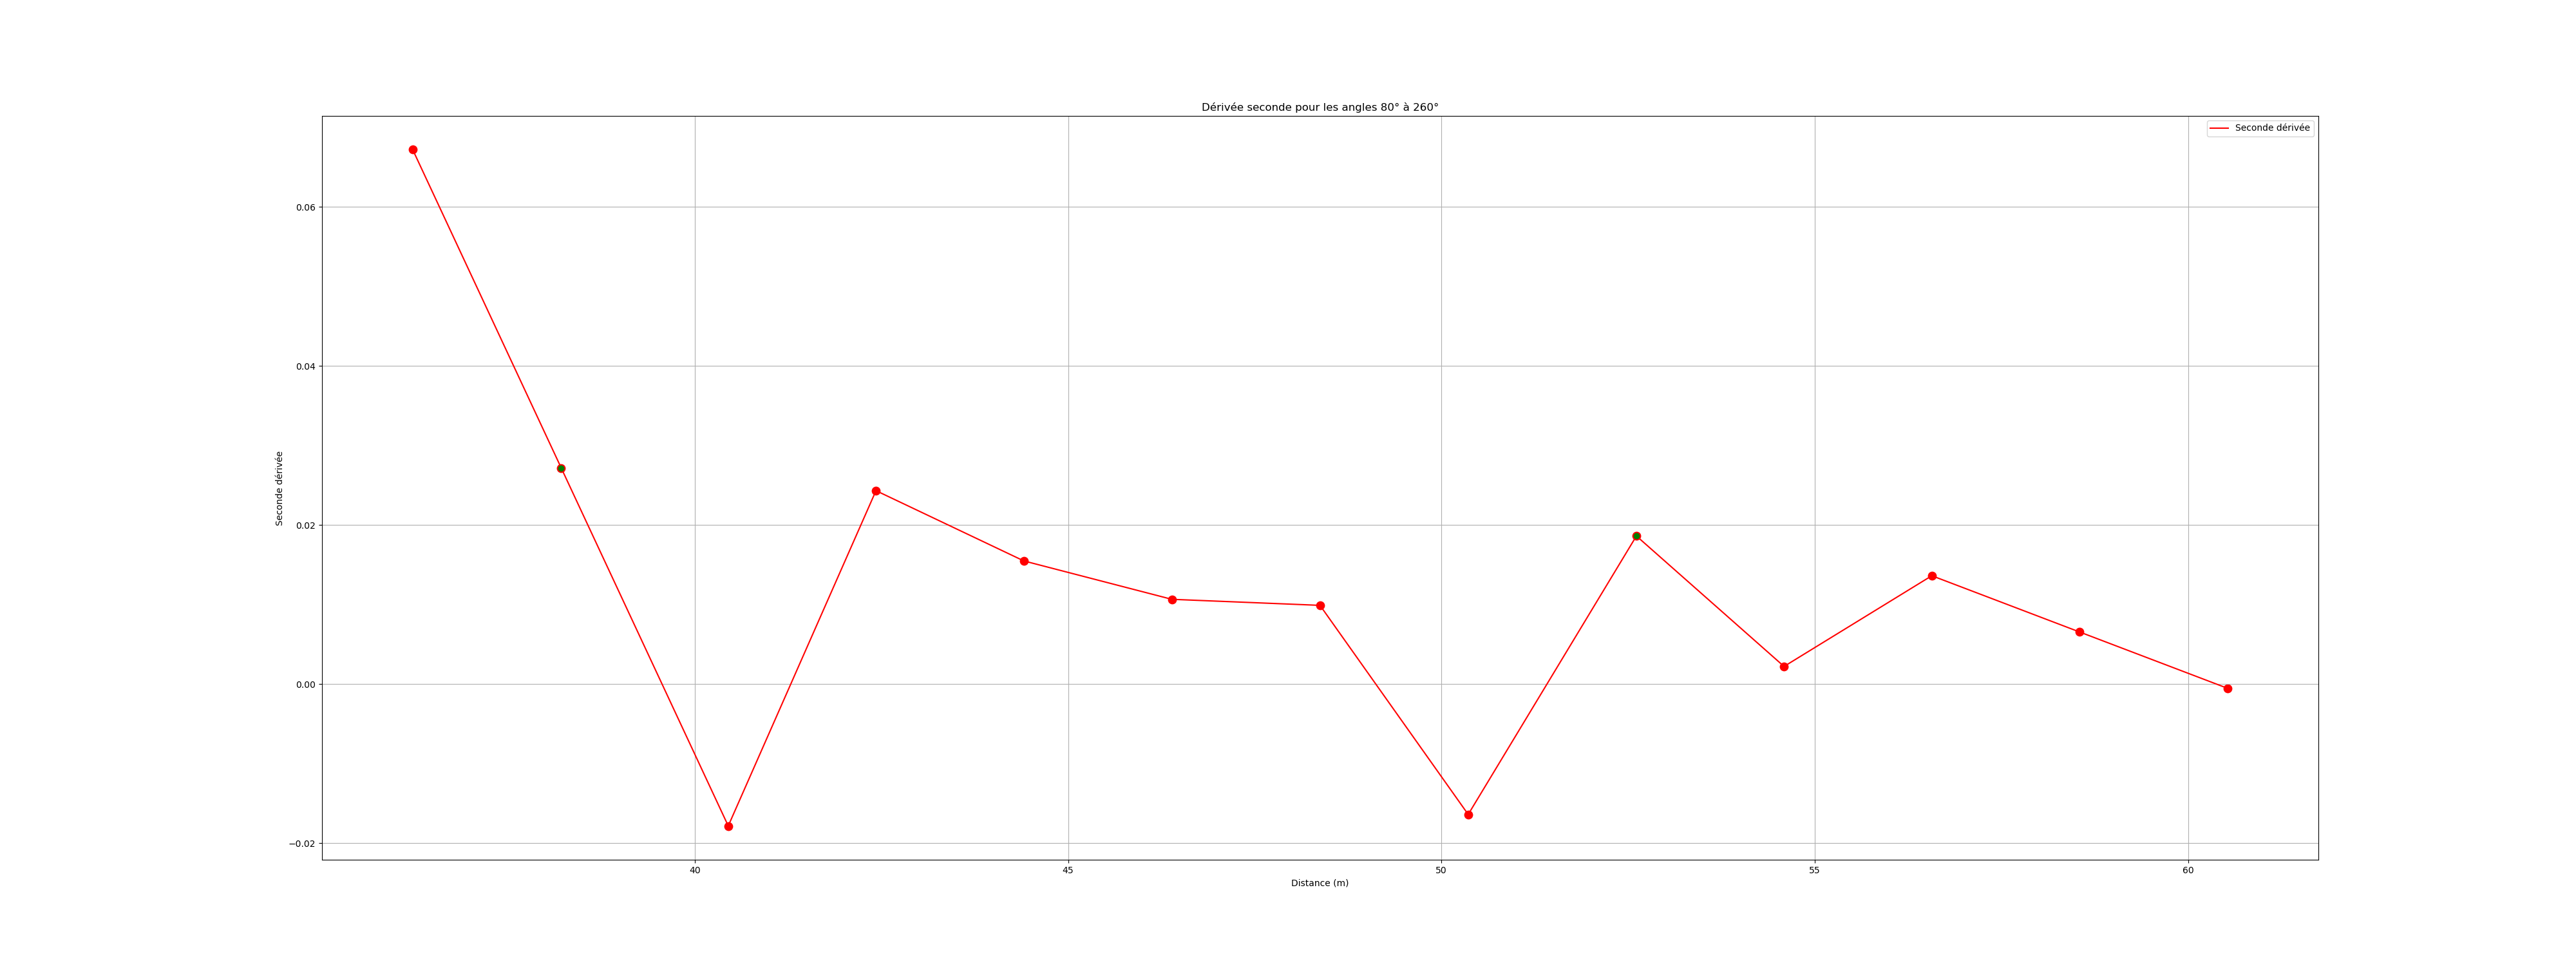 Dérivée seconde pour les angles 80° à 260°
Seconde dérivée
0.06
0.04
0.02
0.00
−0.02
Seconde dérivée
40
45
50
55
60
Distance (m)